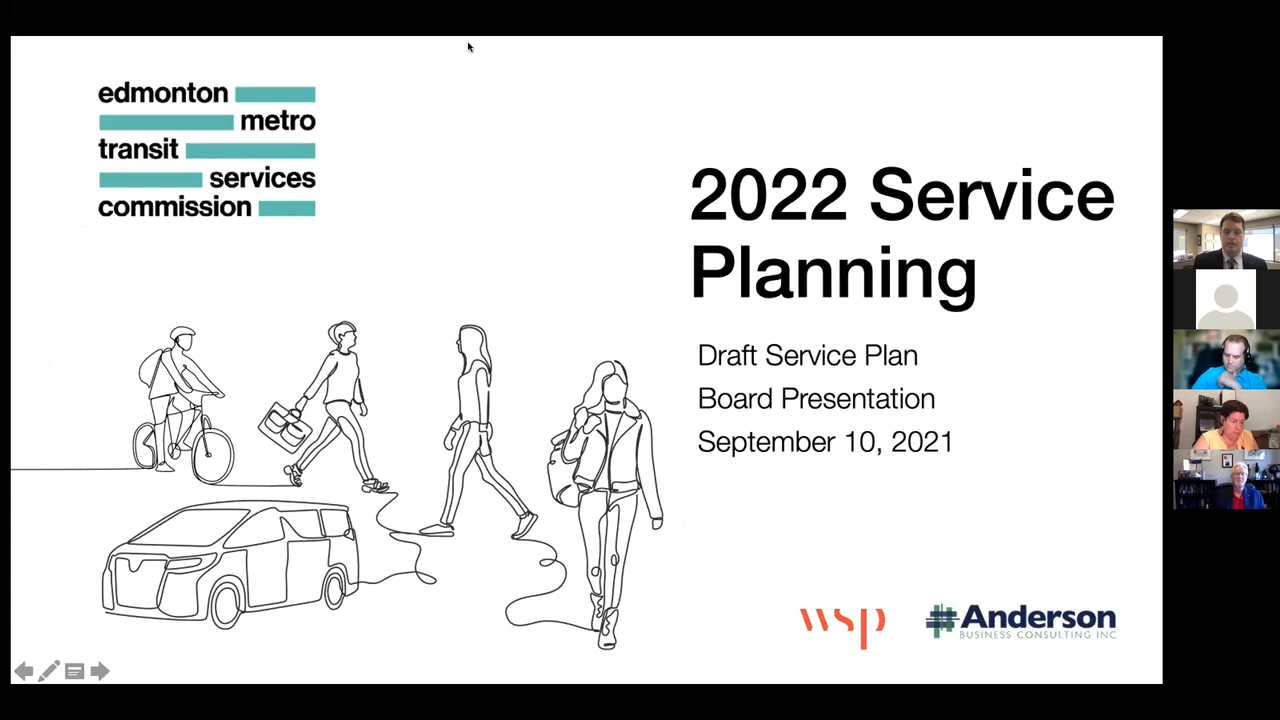 edmonton
metro
transit
services
commission
2022 Service
Planning
Draft Service Plan
Board Presentation
September 10, 2021
wsp
Anderson
BUSINESS CONSULTING INC